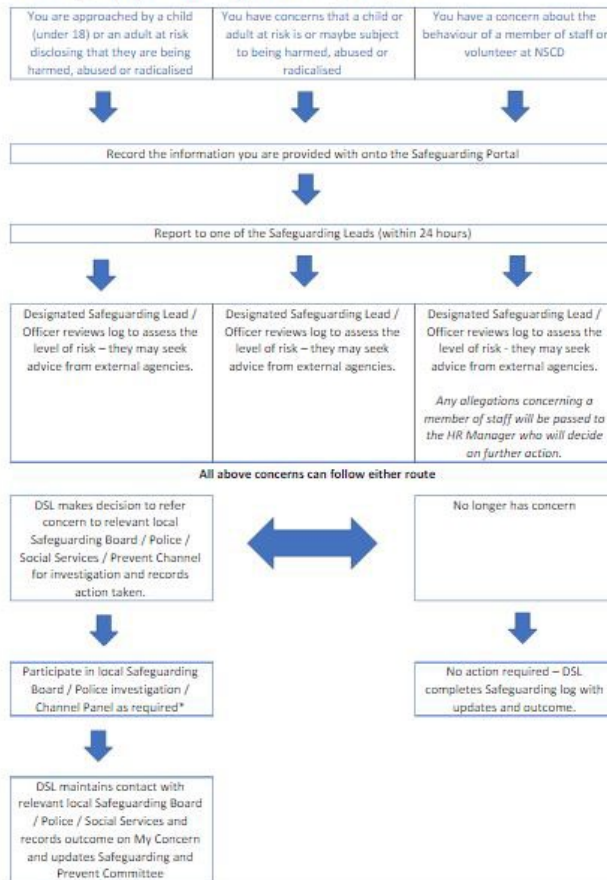 You are approached by a child
(under 18) or an adult at risk
disclosing that they are being
harmed, abused or radicalised
You have concerns that a child or
adult at risk is or maybe subject
to being harmed, abused or
radicalised
You have a concern about the
behaviour of a member of staff or
volunteer at NSCD
Record the information you are provided with onto the Safeguarding Portal
Report to one of the Safeguarding Leads (within 24 hours)
Designated Safeguarding Lead /
Officer reviews log to assess the
level of risk – they may seek
advice from external agencies.
Designated Safeguarding Lead /
Officer reviews log to assess the
level of risk – they may seek
advice from external agencies.
Designated Safeguarding Lead /
Officer reviews log to assess the
level of risk - they may seek
advice from external agencies.
Any allegations concerning a
member of staff will be passed to
the HR Manager who will decide
on further action.
All above concerns can follow either route
DSL makes decision to refer
concern to relevant local
Safeguarding Board / Police /
Social Services / Prevent Channel
for investigation and records
action taken.
No longer has concern
Participate in local Safeguarding
Board / Police investigation /
Channel Panel as required*
No action required – DSL
completes Safeguarding log with
updates and outcome.
DSL maintains contact with
relevant local Safeguarding Board
/ Police / Social Services and
records outcome on My Concern
and updates Safeguarding and
Prevent Committee